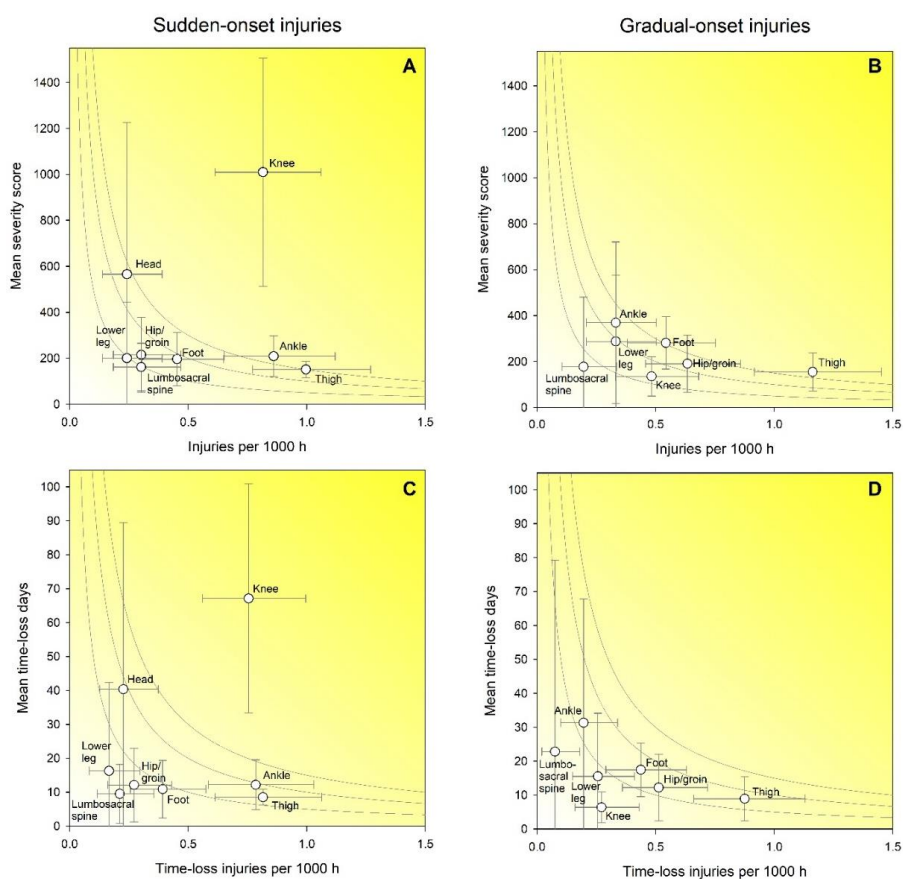 Sudden-onset injuries
Gradual-onset injuries
A
1400
1200
1000
800
600
400
200
0
Mean severity score
Knee
Head
Lower
leg
Hip/
groin
Foot
Ankle
Lumbosacral
spine
Thigh
0.0
0.5
1.0
1.5
Injuries per 1000 h
B
1400
1200
1000
800
600
400
200
0
Mean severity score
Ankle
Lower
leg
Foot
Hip/groin
Lumbosacral
spine
Knee
Thigh
0.0
0.5
1.0
1.5
Injuries per 1000 h
C
100
90
80
70
60
50
40
30
20
10
0
Mean time-loss days
Knee
Head
Lower
leg
Hip/
groin
Ankle
Lumbosacral
spine
Foot
Thigh
0.0
0.5
1.0
1.5
Time-loss injuries per 1000 h
D
100
90
80
70
60
50
40
30
20
10
0
Mean time-loss days
Ankle
Lumbo-
sacral
spine
Lower
leg
Foot
Hip/groin
Knee
Thigh
0.0
0.5
1.0
1.5
Time-loss injuries per 1000 h